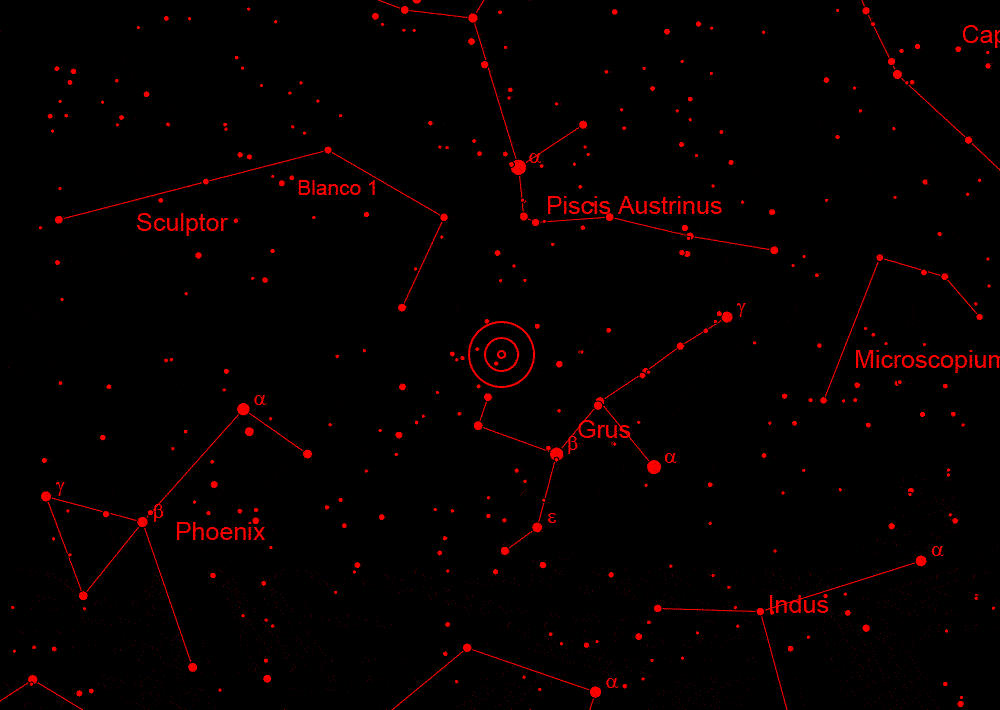 Cap
α
Blanco 1
Piscis Austrinus
Sculptor
γ
Microscopium
α
Grus
β
α
γ
β
ε
Phoenix
α
Indus
α